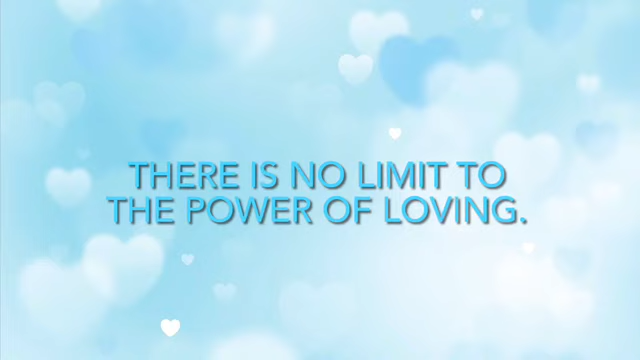 THERE IS NO LIMIT TO
THE POWER OF LOVING.